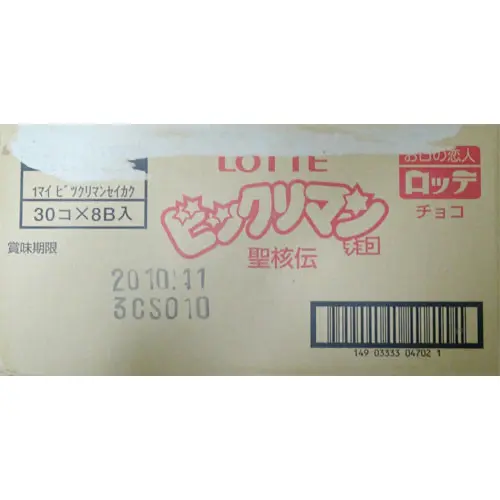 LOTTE
お口の恋人
ロッテ
チョコ
1マイ ビックリマンセイカク
30コ×8B入
ビックリマン
チョコ
聖核伝
賞味期限
2010.11
3CS010
149 03333 04702 1